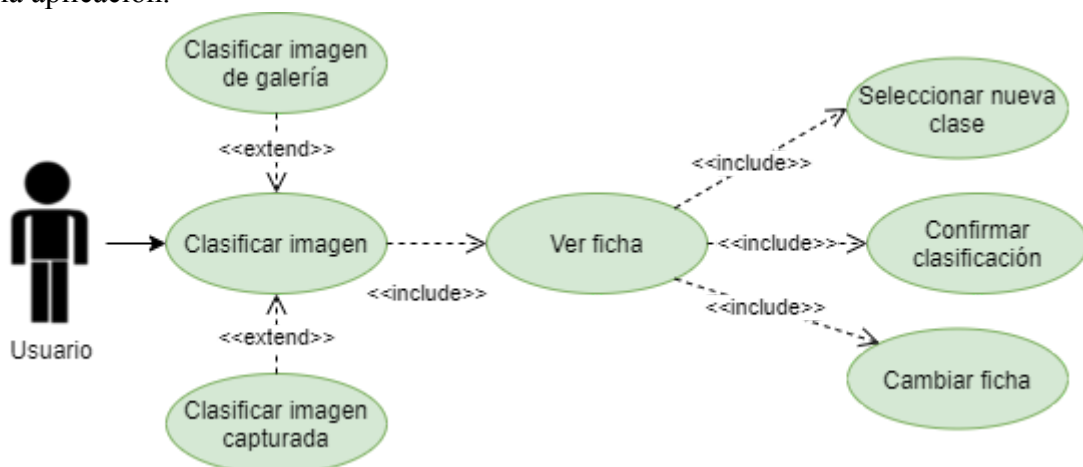 la aplicación.
Clasificar imagen
de galería
<<extend>>
Usuario
Clasificar imagen
<<include>>
<<extend>>
Clasificar imagen
capturada
Ver ficha
<<include>>
Seleccionar nueva
clase
<<include>>
Confirmar
clasificación
<<include>>
Cambiar ficha